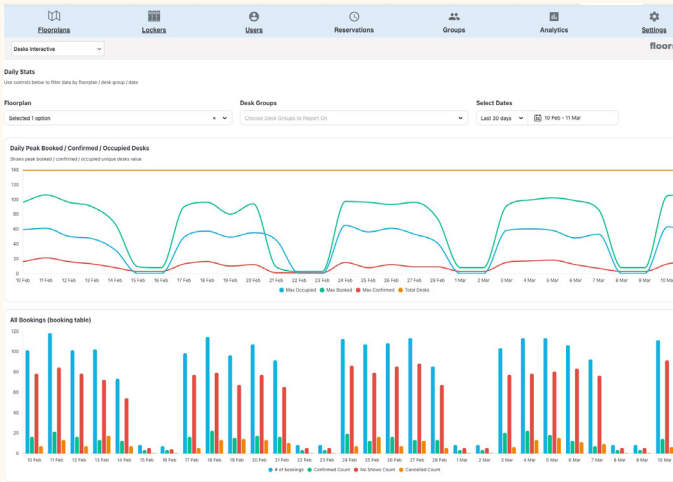 Floorplans Lockers Users Reservations Groups Analytics Settings
Desks Interactive
Daily Stats
Use controls below to filter data by floorplan / desk group / date
Floorplan Desk Groups Select Dates
Selected 1 option × Choose Desk Groups to Report On Last 30 days 10 Feb - 11 Mar
Daily Peak Booked / Confirmed / Occupied Desks
Shows peak booked / confirmed / occupied unique desks value
140
120
100
80
60
40
20
0
10 Feb 11 Feb 12 Feb 13 Feb 14 Feb 15 Feb 16 Feb 17 Feb 18 Feb 19 Feb 20 Feb 21 Feb 22 Feb 23 Feb 24 Feb 25 Feb 26 Feb 27 Feb 28 Feb 1 Mar 2 Mar 3 Mar 4 Mar 5 Mar 6 Mar 7 Mar 8 Mar 9 Mar 10 Mar
Max Occupied Max Booked Max Confirmed Total Desks
All Bookings (booking table)
120
100
80
60
40
20
0
10 Feb 11 Feb 12 Feb 13 Feb 14 Feb 15 Feb 16 Feb 17 Feb 18 Feb 19 Feb 20 Feb 21 Feb 22 Feb 23 Feb 24 Feb 25 Feb 26 Feb 27 Feb 28 Feb 1 Mar 2 Mar 3 Mar 4 Mar 5 Mar 6 Mar 7 Mar 8 Mar 9 Mar 10 Mar
# of bookings Confirmed Count No Shows Count Cancelled Count